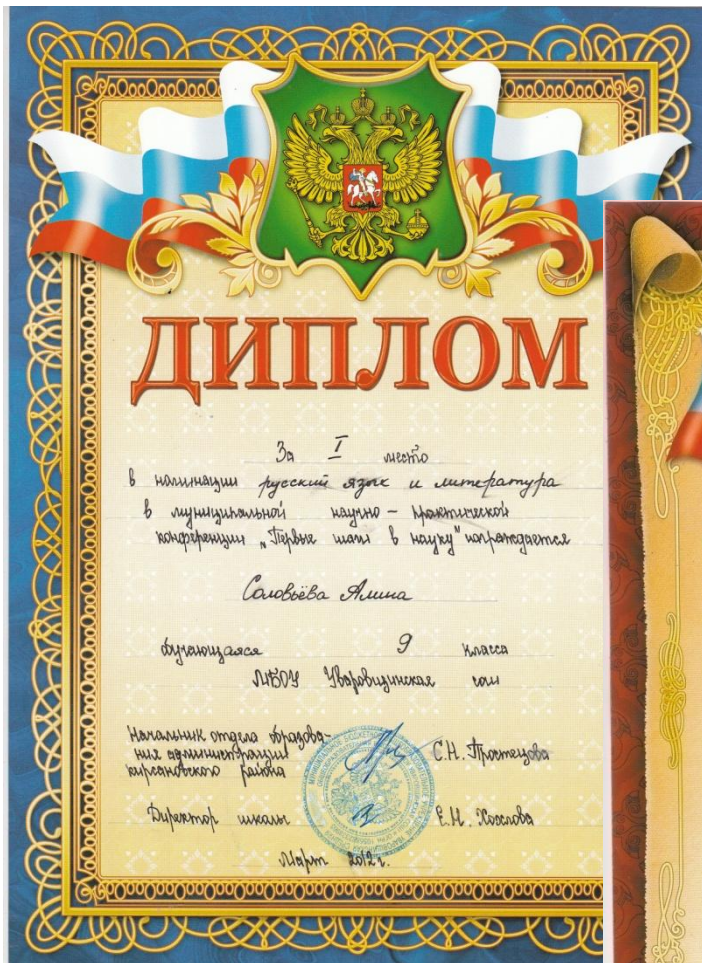 ДИПЛОМ
За I место
в номинации русский язык и литература
в муниципальной научно - практической
конференции „Первые шаги в науку" награждается
Соловьёва Алина
обучающаяся 9 класса
МБОУ Уваровщинская сош
Начальник отдела образова-
ния администрации
кирсановского района С.Н. Простецова
Директор школы Е.М. Хохлова
Март 2012 г.